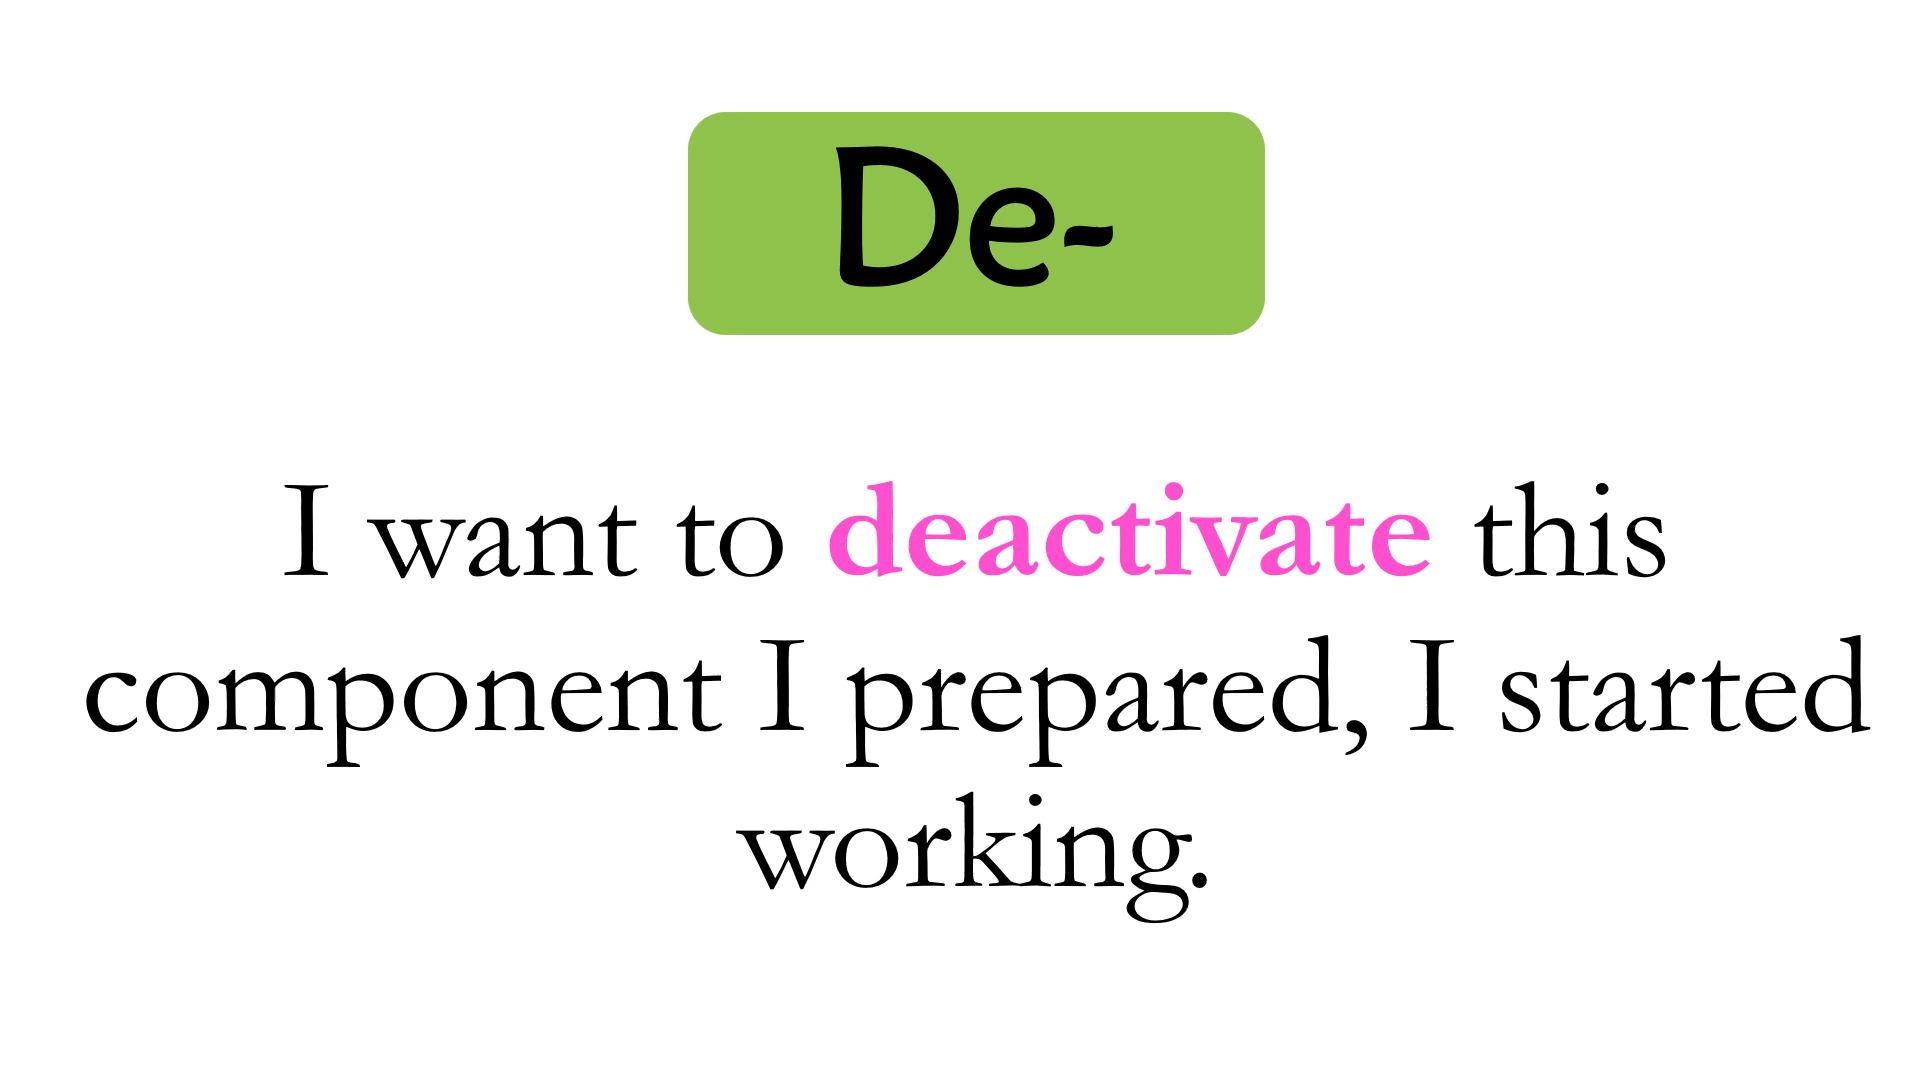 De-
I want to deactivate this
component I prepared, I started
working.